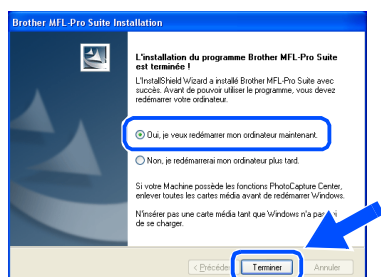 Brother MFL-Pro Suite Installation
L'installation du programme Brother MFL-Pro Suite
est terminée !
L'InstallShield Wizard a installé Brother MFL-Pro Suite avec
succès. Avant de pouvoir utiliser le programme, vous devez
redémarrer votre ordinateur.
Oui, je veux redémarrer mon ordinateur maintenant.
Non, je redémarrerai mon ordinateur plus tard.
Si votre Machine possède les fonctions PhotoCapture Center,
enlever toutes les cartes média avant de redémarrer Windows.
N'insérer pas une carte média tant que Windows n'a
de se charger.
< Précéde
Terminer
Annuler